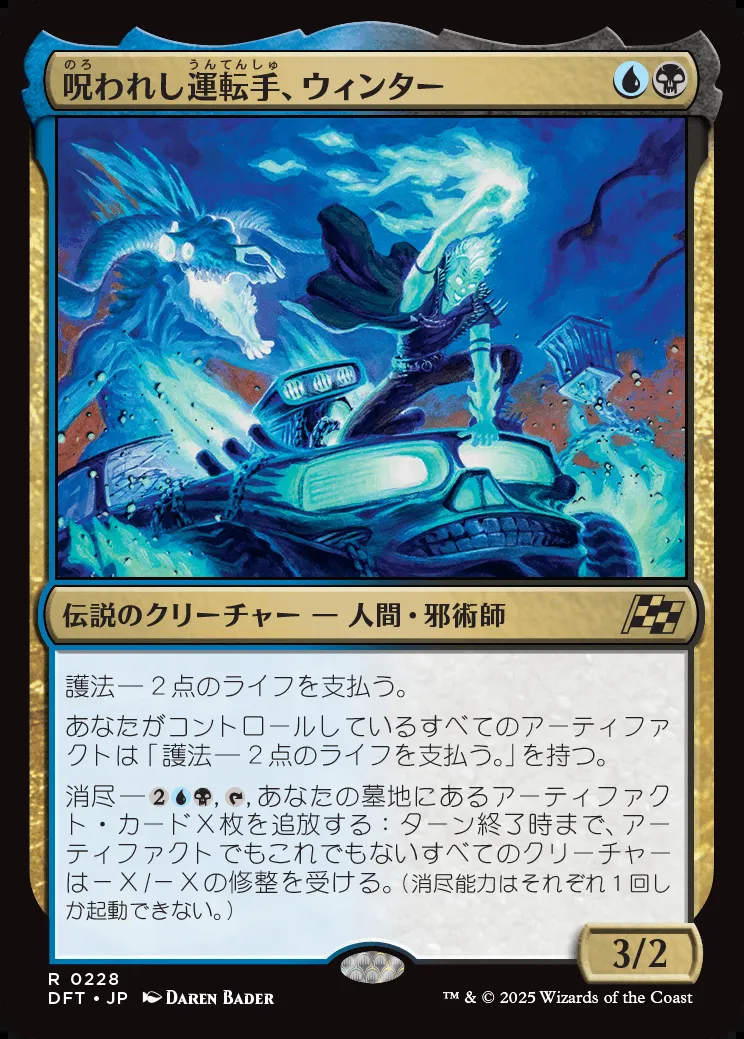 呪われし運転手、ウィンター
のろ うんてんしゅ
伝説のクリーチャー — 人間・邪術師
護法—2点のライフを支払う。
あなたがコントロールしているすべてのアーティファ
クトは「護法—2点のライフを支払う。」を持つ。
消尽—2, あなたの墓地にあるアーティファク
ト・カードX枚を追放する：ターン終了時まで、アー
ティファクトでもこれでもないすべてのクリーチャー
は－X/－Xの修整を受ける。（消尽能力はそれぞれ1回し
か起動できない。）
3/2
R 0228
DFT • JP DAREN BADER
™ & © 2025 Wizards of the Coast